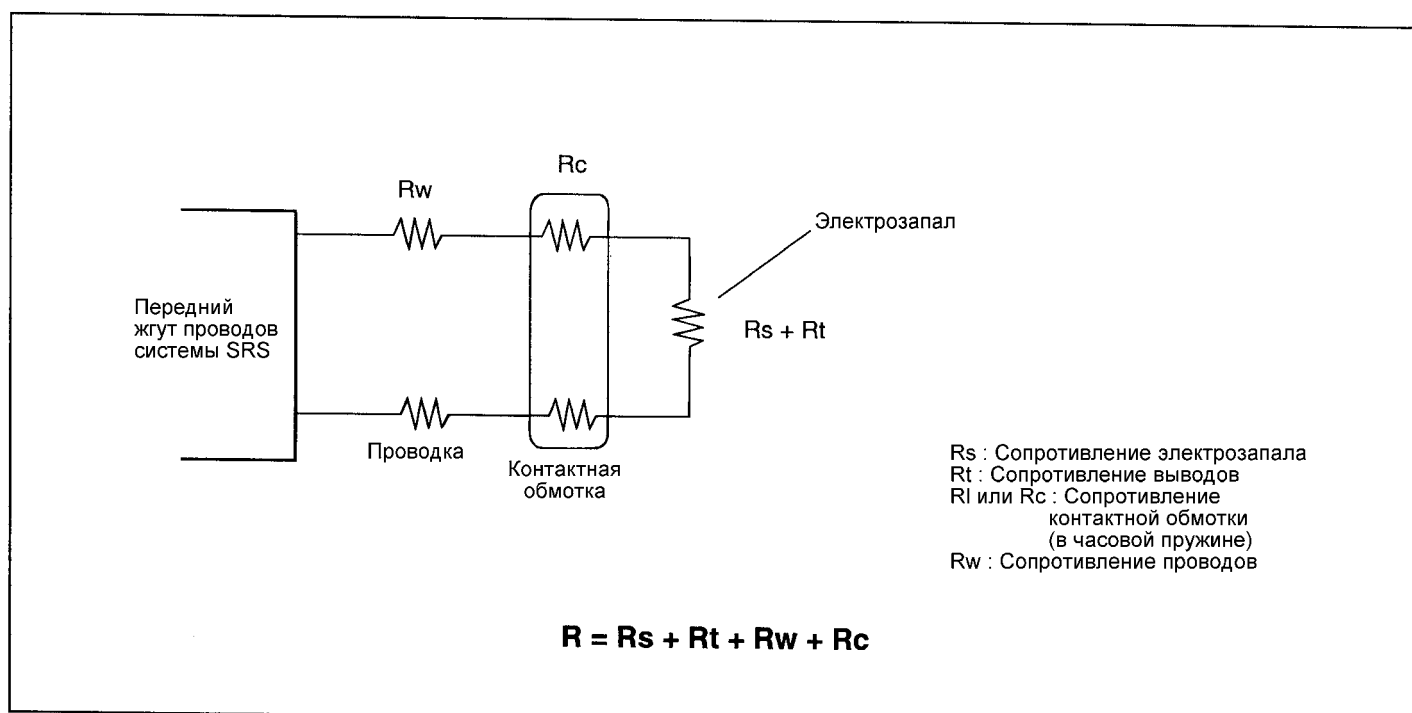 Rc
Rw
Электрозапал
Передний
жгут проводов
системы SRS
Rs + Rt
Проводка
Контактная
обмотка
Rs : Сопротивление электрозапала
Rt : Сопротивление выводов
Rl или Rc : Сопротивление
контактной обмотки
(в часовой пружине)
Rw : Сопротивление проводов
R = Rs + Rt + Rw + Rc